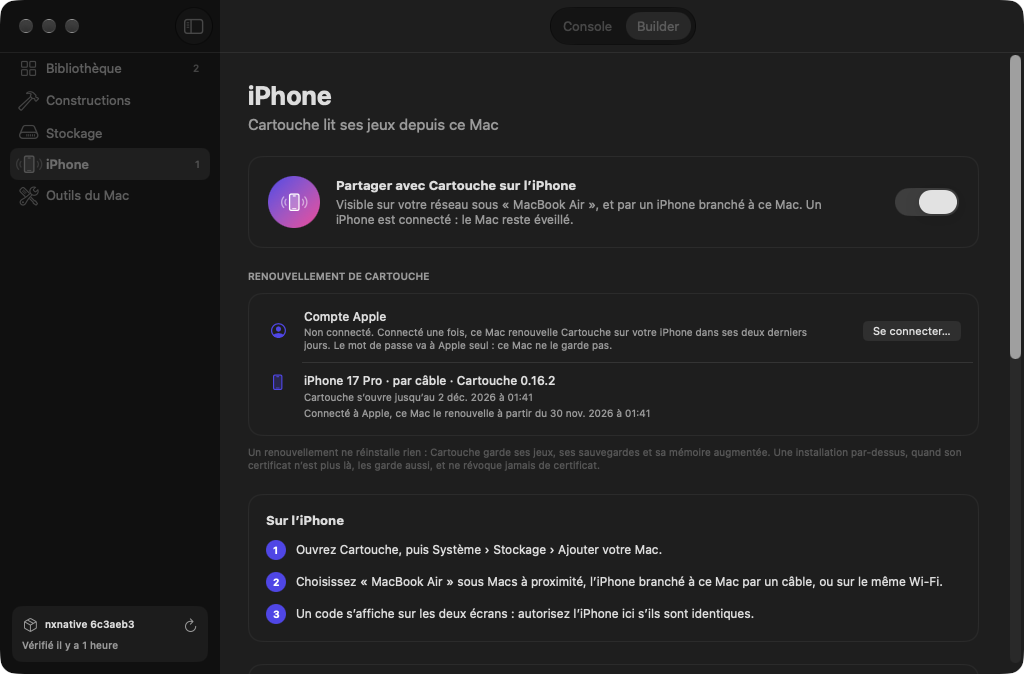 Console
Builder
Bibliothèque 2
Constructions
Stockage
iPhone 1
Outils du Mac
nxnative 6c3aeb3
Vérifié il y a 1 heure
iPhone
Cartouche lit ses jeux depuis ce Mac
Partager avec Cartouche sur l’iPhone
Visible sur votre réseau sous « MacBook Air », et par un iPhone branché à ce Mac. Un
iPhone est connecté : le Mac reste éveillé.
RENOUVELLEMENT DE CARTOUCHE
Compte Apple
Non connecté. Connecté une fois, ce Mac renouvelle Cartouche sur votre iPhone dans ses deux derniers
jours. Le mot de passe va à Apple seul : ce Mac ne le garde pas.
Se connecter…
iPhone 17 Pro · par câble · Cartouche 0.16.2
Cartouche s’ouvre jusqu’au 2 déc. 2026 à 01:41
Connecté à Apple, ce Mac le renouvelle à partir du 30 nov. 2026 à 01:41
Un renouvellement ne réinstalle rien : Cartouche garde ses jeux, ses sauvegardes et sa mémoire augmentée. Une installation par-dessus, quand son
certificat n’est plus là, les garde aussi, et ne révoque jamais de certificat.
Sur l’iPhone
1 Ouvrez Cartouche, puis Système › Stockage › Ajouter votre Mac.
2 Choisissez « MacBook Air » sous Macs à proximité, l’iPhone branché à ce Mac par un câble, ou sur le même Wi-Fi.
3 Un code s’affiche sur les deux écrans : autorisez l’iPhone ici s’ils sont identiques.